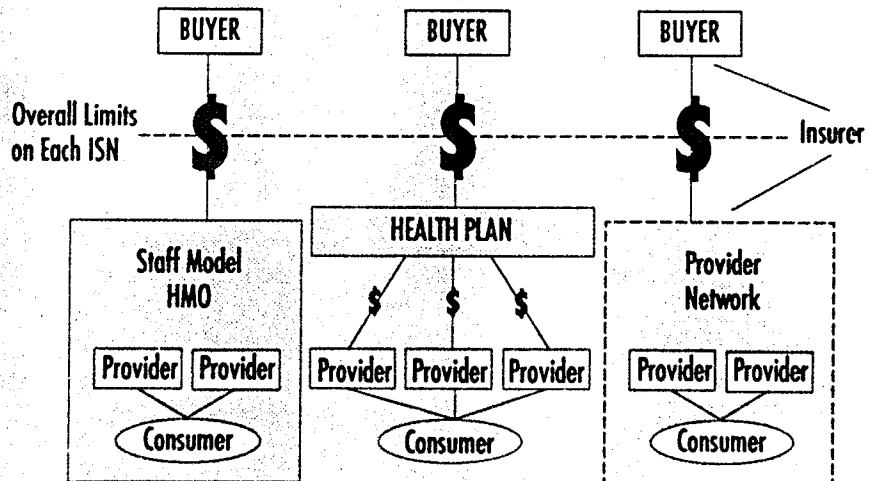 BUYER BUYER BUYER
Overall Limits
on Each ISN
$ $ $
Insurer
HEALTH PLAN
Staff Model
HMO
Provider
Network
$ $ $
Provider Provider Provider Provider Provider Provider Provider
Consumer Consumer Consumer